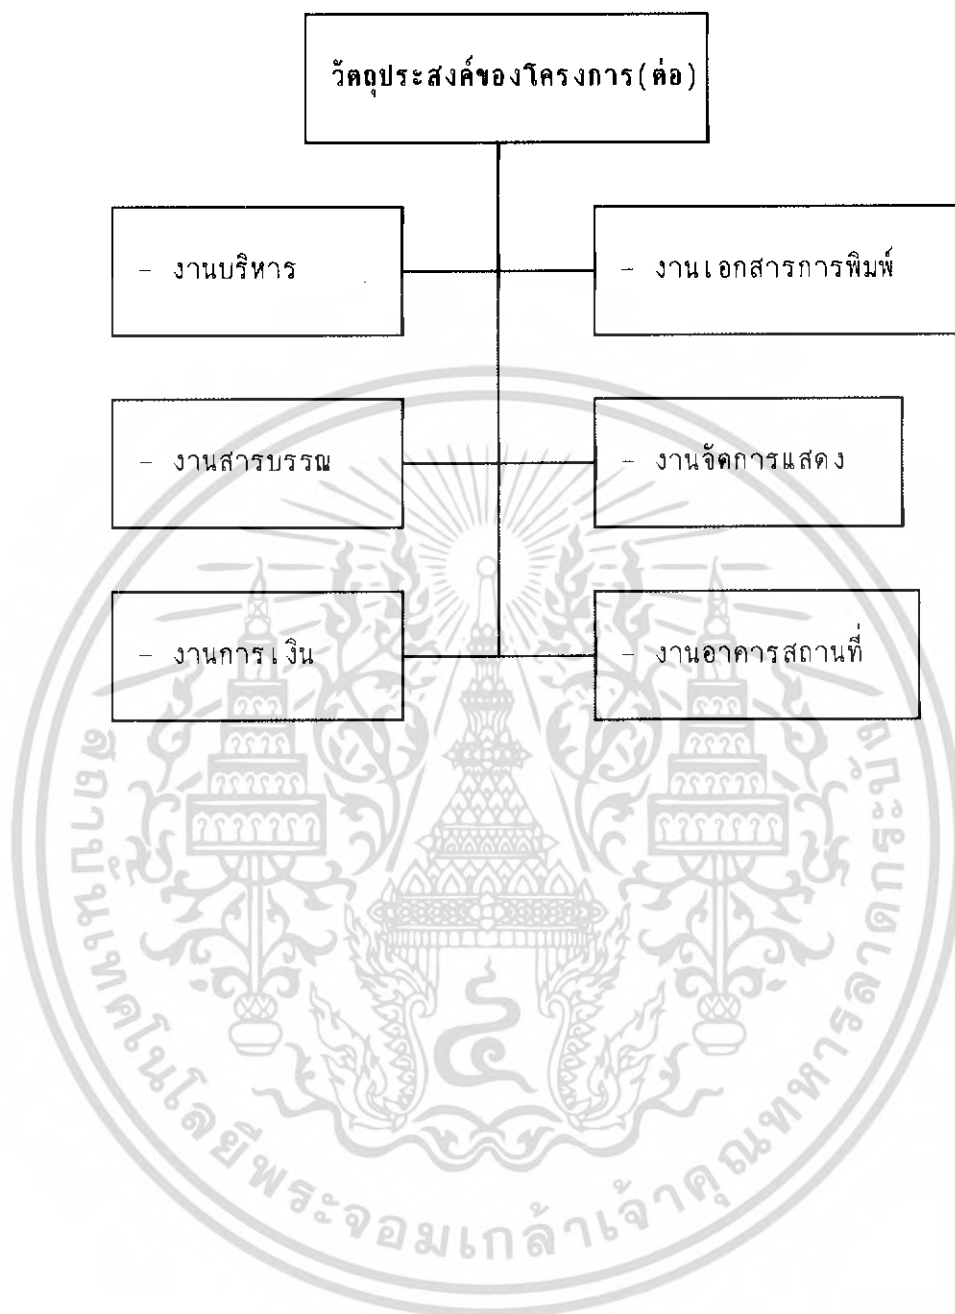 วัตถุประสงค์ของโครงการ(ต่อ)
- งานบริหาร
- งานเอกสารการพิมพ์
- งานสารบรรณ
- งานจัดการแสดง
- งานการเงิน
- งานอาคารสถานที่
สถาบันเทคโนโลยีพระจอมเกล้าเจ้าคุณทหารลาดกระบัง
๔